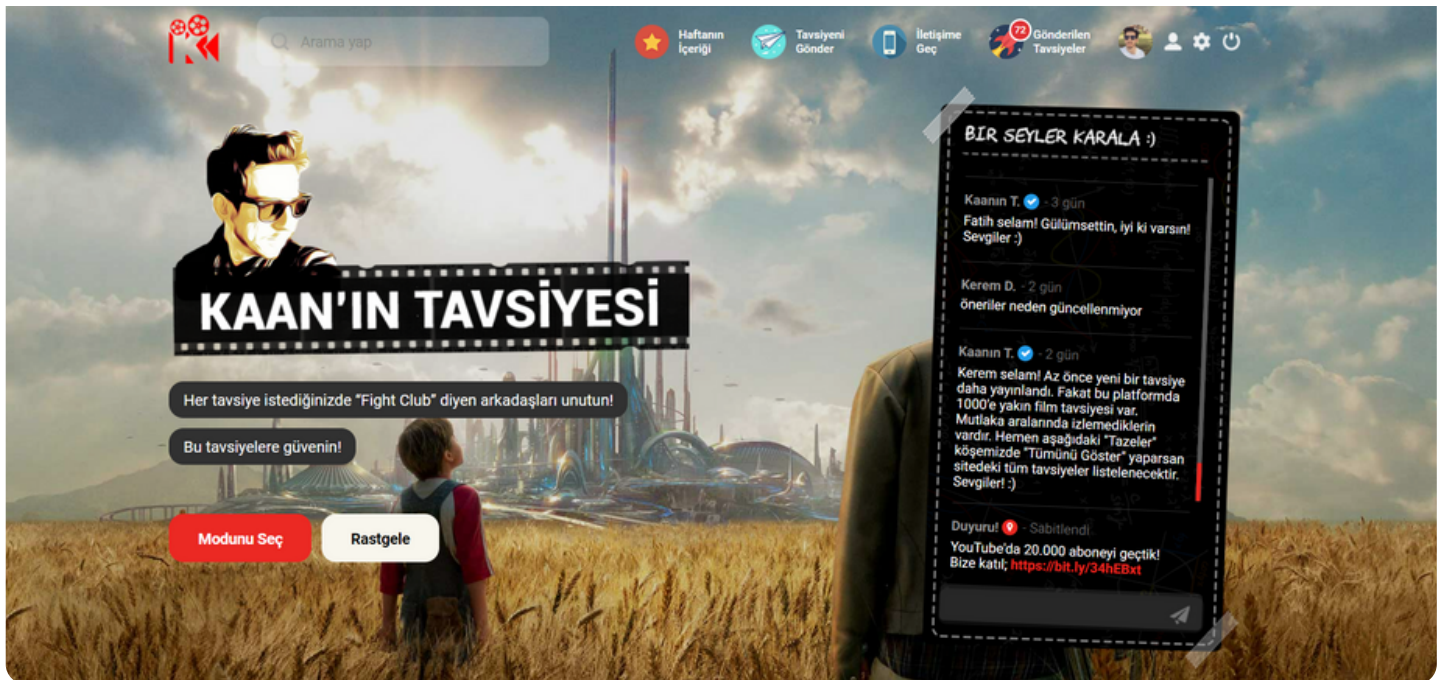 Arama yap
Haftanın
İçeriği
Tavsiyeni
Gönder
İletişime
Geç
72
Gönderilen
Tavsiyeler
KAAN'IN TAVSİYESİ
Her tavsiye istediğinizde “Fight Club” diyen arkadaşları unutun!
Bu tavsiyelere güvenin!
Modunu Seç
Rastgele
BIR SEYLER KARALA :)
Kaanın T. - 3 gün
Fatih selam! Gülümsettin, iyi ki varsın!
Sevgiler :)
Kerem D. - 2 gün
öneriler neden güncellenmiyor
Kaanın T. - 2 gün
Kerem selam! Az önce yeni bir tavsiye
daha yayınlandı. Fakat bu platformda
1000'e yakın film tavsiyesi var.
Mutlaka aralarında izlemediklerin
vardır. Hemen aşağıdaki "Tazeler"
köşemizde "Tümünü Göster" yaparsan
sitedeki tüm tavsiyeler listelenecektir.
Sevgiler! :)
Duyuru! - Sabitlendi
YouTube'da 20.000 aboneyi geçtik!
Bize katıl; https://bit.ly/34hEBxt